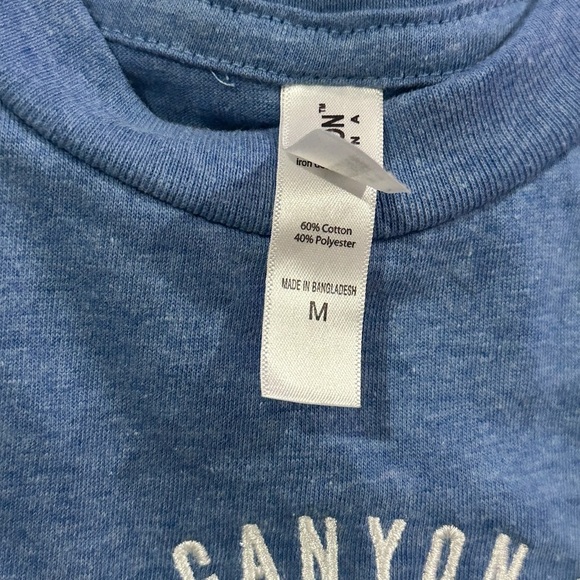 60% Cotton
40% Polyester
MADE IN BANGLADESH
M
CANYON